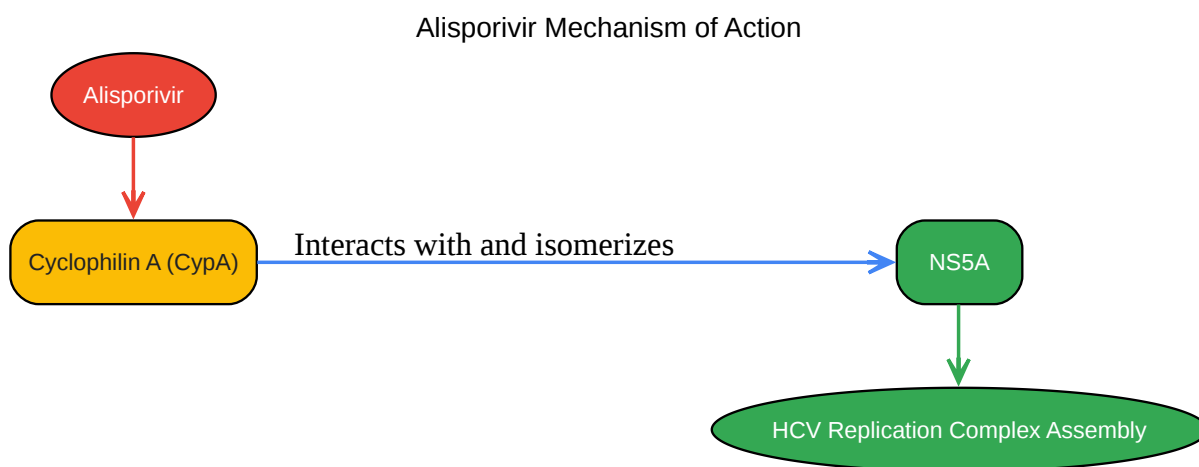 Alisporivir Mechanism of Action
Alisporivir
Cyclophilin A (CypA)
Interacts with and isomerizes
NS5A
HCV Replication Complex Assembly